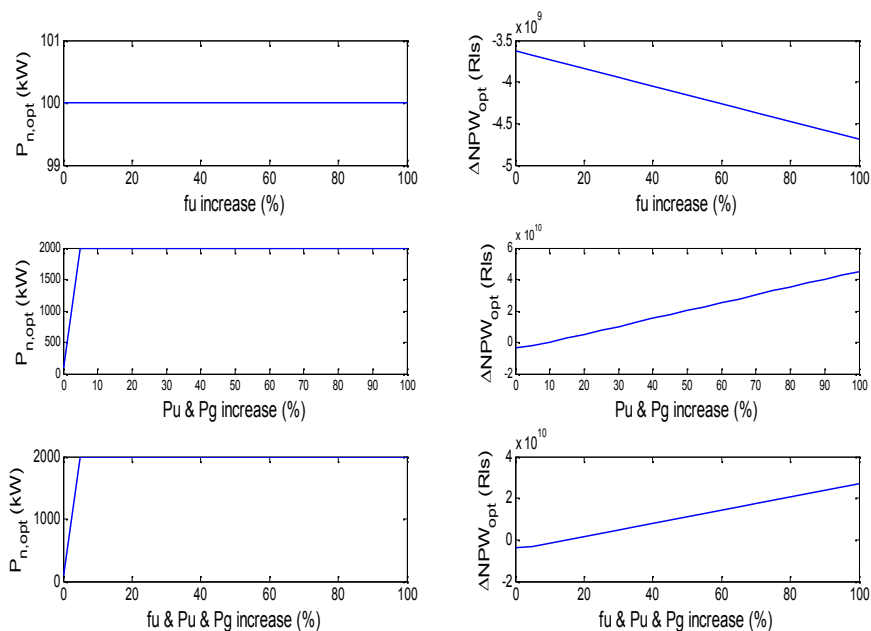 101
100
99
P_n,opt (kW)
0 20 40 60 80 100
fu increase (%)
x 10^9
-3.5
-4
-4.5
-5
ΔNPW_opt (Rls)
0 20 40 60 80 100
fu increase (%)
2000
1500
1000
500
0
P_n,opt (kW)
0 10 20 30 40 50 60 70 80 90 100
Pu & Pg increase (%)
x 10^10
6
4
2
0
-2
ΔNPW_opt (Rls)
0 10 20 30 40 50 60 70 80 90 100
Pu & Pg increase (%)
2000
1000
0
P_n,opt (kW)
0 20 40 60 80 100
fu & Pu & Pg increase (%)
x 10^10
4
2
0
-2
ΔNPW_opt (Rls)
0 20 40 60 80 100
fu & Pu & Pg increase (%)